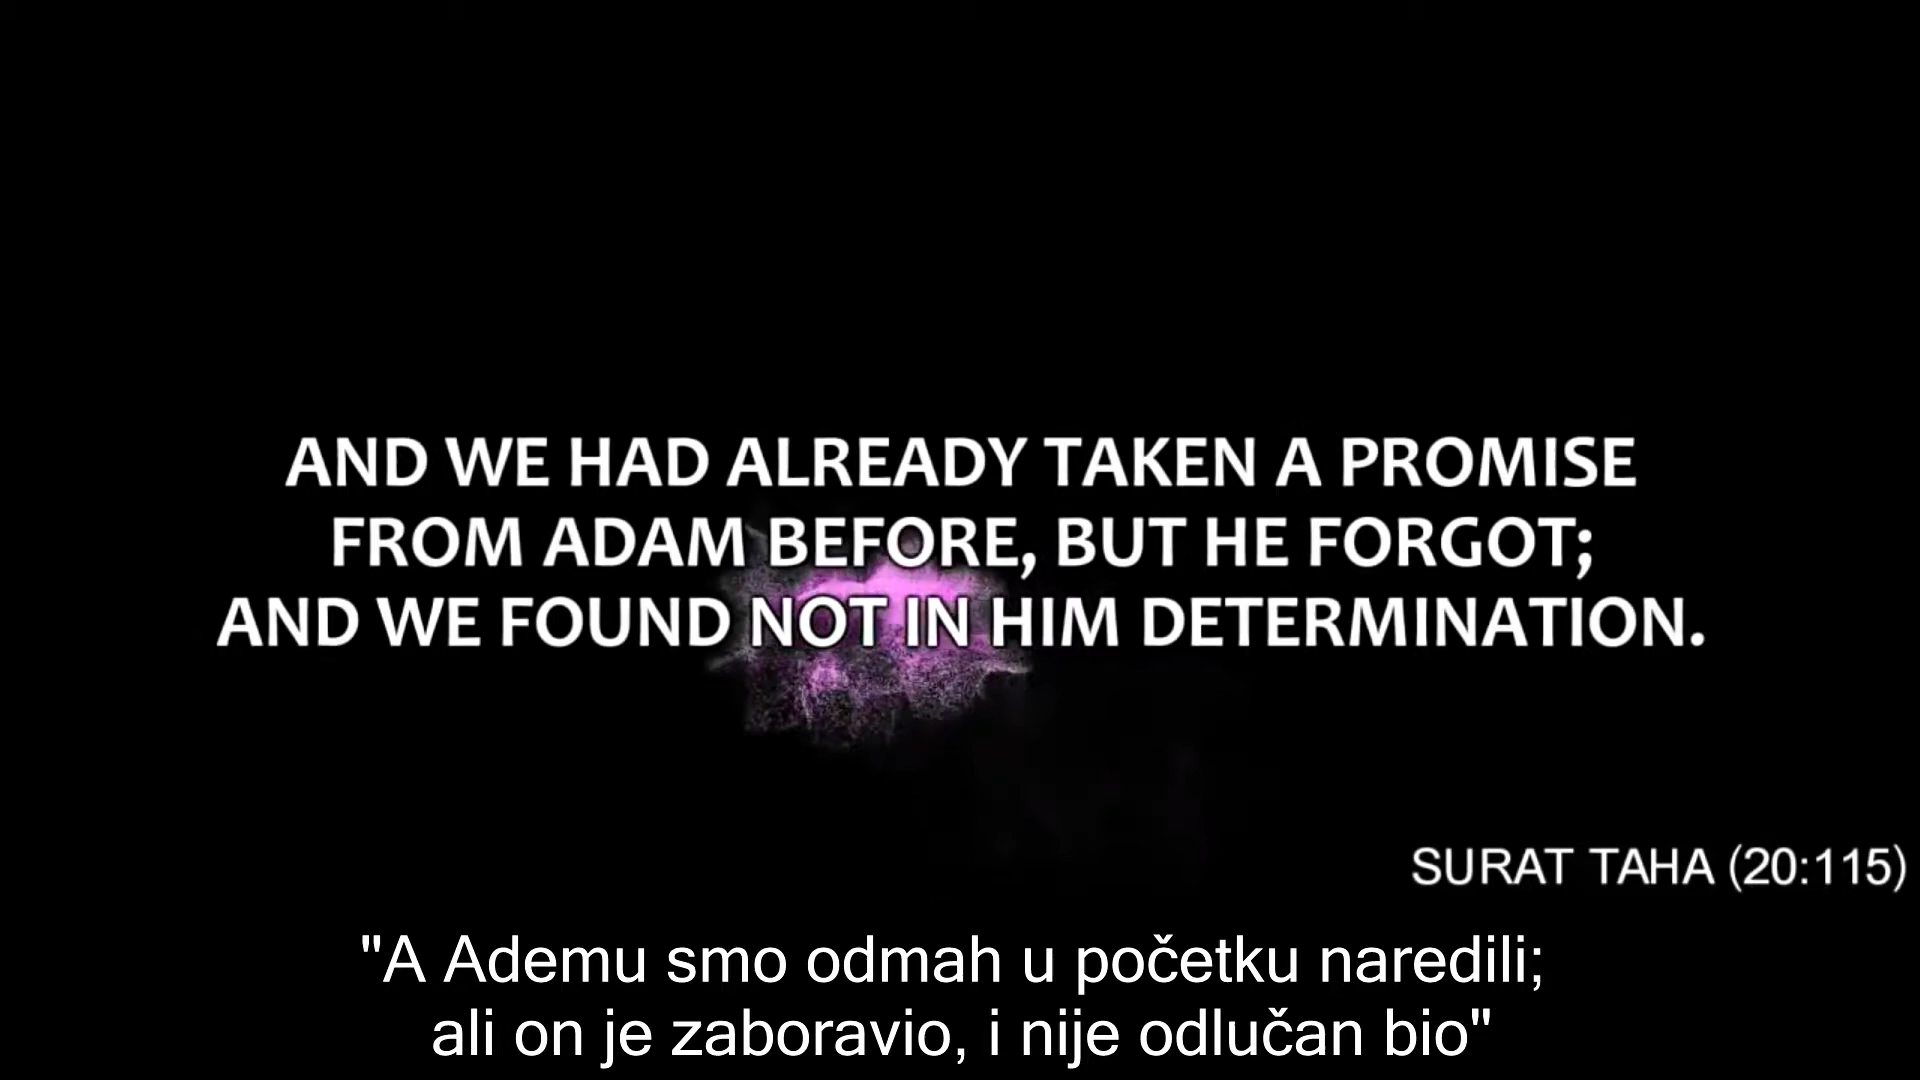 AND WE HAD ALREADY TAKEN A PROMISE
FROM ADAM BEFORE, BUT HE FORGOT;
AND WE FOUND NOT IN HIM DETERMINATION.
SURAT TAHA (20:115)
"A Ademu smo odmah u početku naredili;
ali on je zaboravio, i nije odlučan bio"